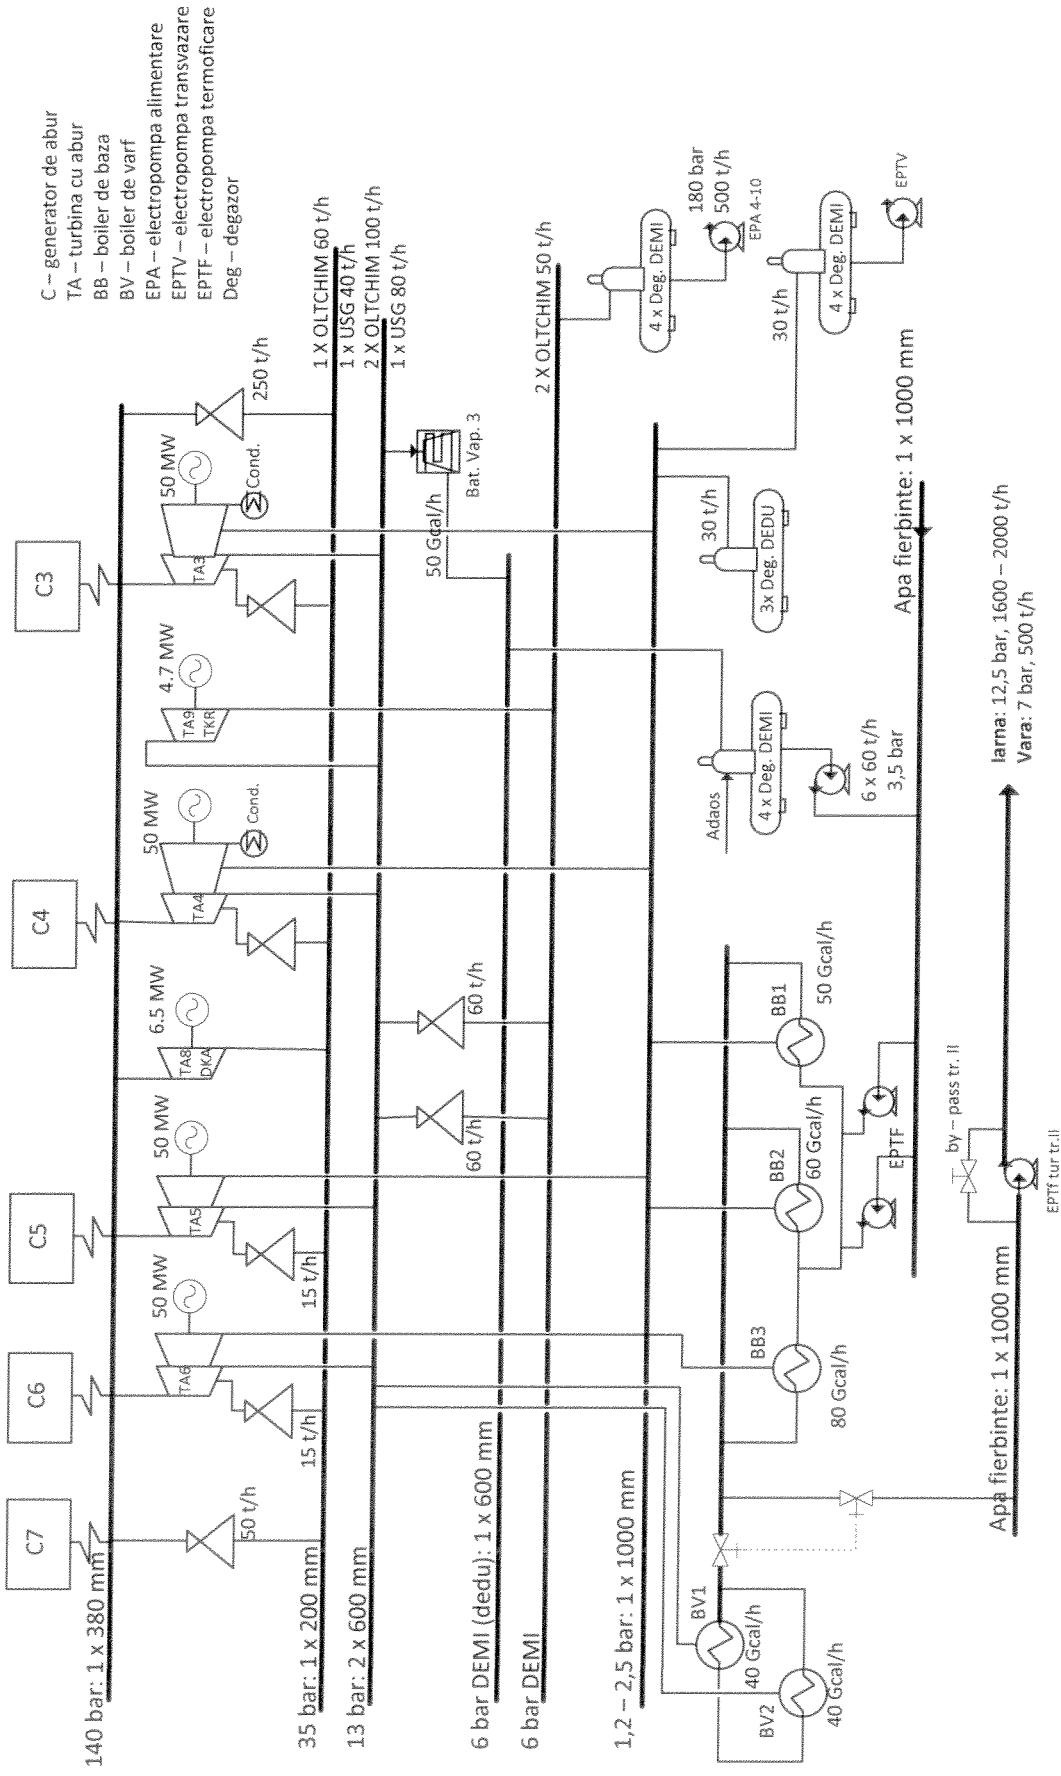 C – generator de abur
TA – turbina cu abur
BB – boiler de baza
BV – boiler de varf
EPA – electropompa alimentare
EPTV – electropompa transvazare
EPTF – electropompa termoficare
Deg – degazor
C7
C6
C5
C4
C3
140 bar: 1 x 380 mm
50 t/h
TA6
50 MW
15 t/h
TA5
50 MW
15 t/h
TA8
DKA
6.5 MW
TA4
50 MW
Cond.
TA9
TKR
4.7 MW
TA3
50 MW
Cond.
250 t/h
35 bar: 1 x 200 mm
1 X OLTCHIM 60 t/h
1 x USG 40 t/h
13 bar: 2 x 600 mm
2 X OLTCHIM 100 t/h
1 x USG 80 t/h
60 t/h
60 t/h
50 Gcal/h
Bat. Vap. 3
6 bar DEMI (dedu): 1 x 600 mm
6 bar DEMI
2 X OLTCHIM 50 t/h
4 x Deg. DEMI
180 bar
500 t/h
EPA 4-10
1,2 – 2,5 bar: 1 x 1000 mm
30 t/h
3x Deg. DEDU
30 t/h
4 x Deg. DEMI
EPTV
Adaos
4 x Deg. DEMI
6 x 60 t/h
3,5 bar
BV1
40 Gcal/h
BV2
40 Gcal/h
BB3
80 Gcal/h
BB2
60 Gcal/h
BB1
50 Gcal/h
EPTF
Apa fierbinte: 1 x 1000 mm
Apa fierbinte: 1 x 1000 mm
by – pass tr. II
EPTf tur tr.II
Iarna: 12,5 bar, 1600 – 2000 t/h
Vara: 7 bar, 500 t/h